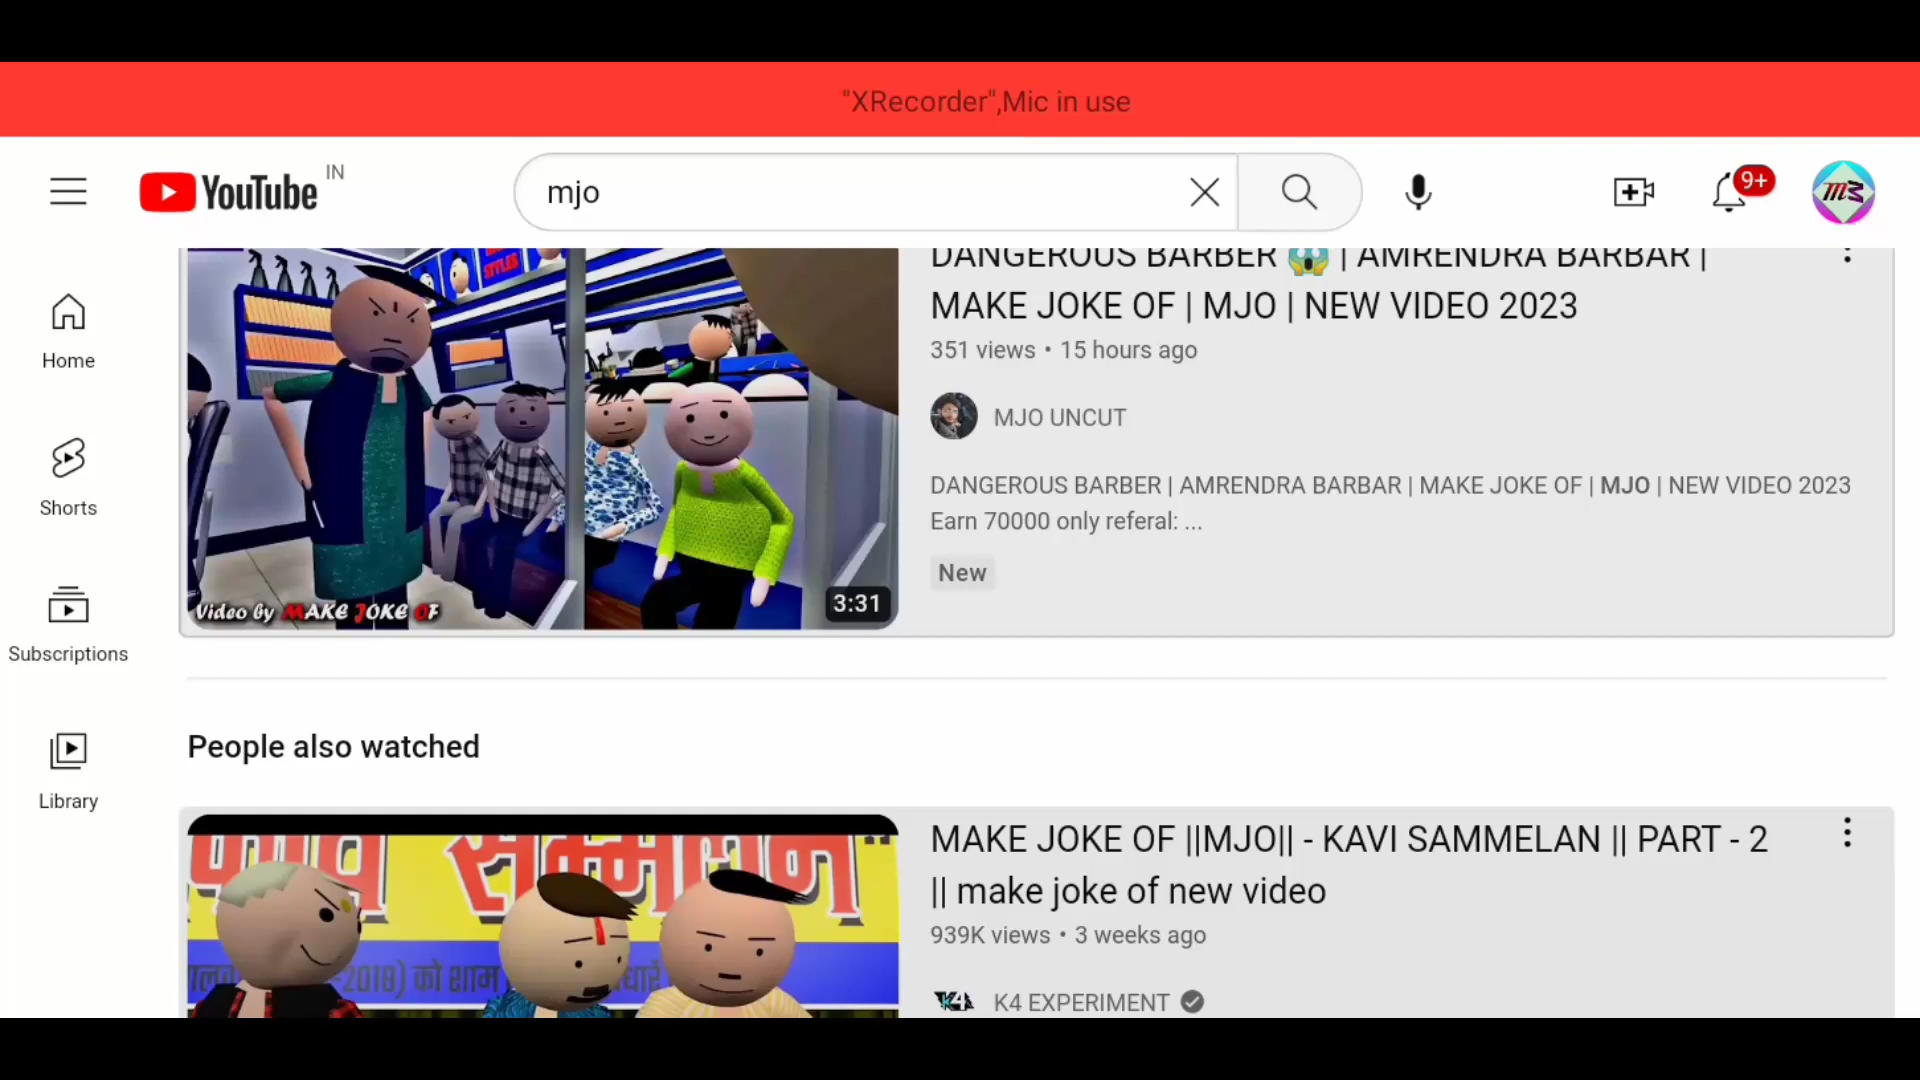 "XRecorder",Mic in use
YouTube IN
mjo
9+
Home
Shorts
Subscriptions
Library
STYLES
Video by MAKE JOKE OF
3:31
DANGEROUS BARBER 😱 | AMRENDRA BARBAR |
MAKE JOKE OF | MJO | NEW VIDEO 2023
351 views • 15 hours ago
MJO UNCUT
DANGEROUS BARBER | AMRENDRA BARBAR | MAKE JOKE OF | MJO | NEW VIDEO 2023
Earn 70000 only referal: ...
New
People also watched
सम्मेलन"
-2018) को शाम
MAKE JOKE OF ||MJO|| - KAVI SAMMELAN || PART - 2
|| make joke of new video
939K views • 3 weeks ago
K4 EXPERIMENT